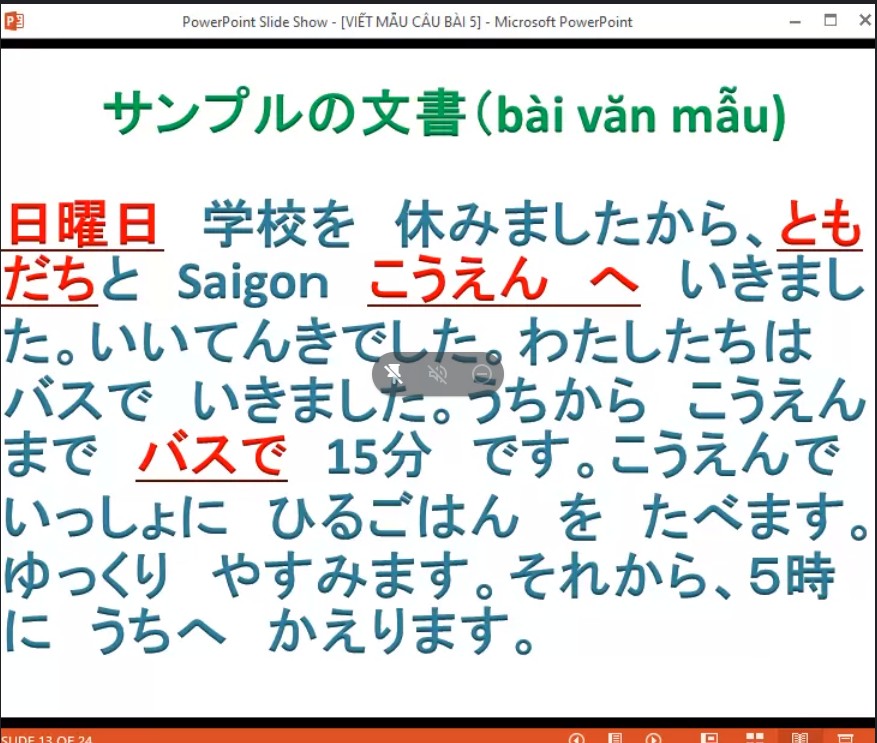 PowerPoint Slide Show - [VIẾT MẪU CÂU BÀI 5] - Microsoft PowerPoint
サンプルの文書（bài văn mẫu)
日曜日　学校を　休みましたから、とも
だちと　Saigon　こうえん　へ　いきまし
た。いいてんきでした。わたしたちは
バスで　いきました。うちから　こうえん
まで　バスで　15分　です。こうえんで
いっしょに　ひるごはん　を　たべます。
ゆっくり　やすみます。それから、５時
に　うちへ　かえります。
SLIDE 13 OF 24